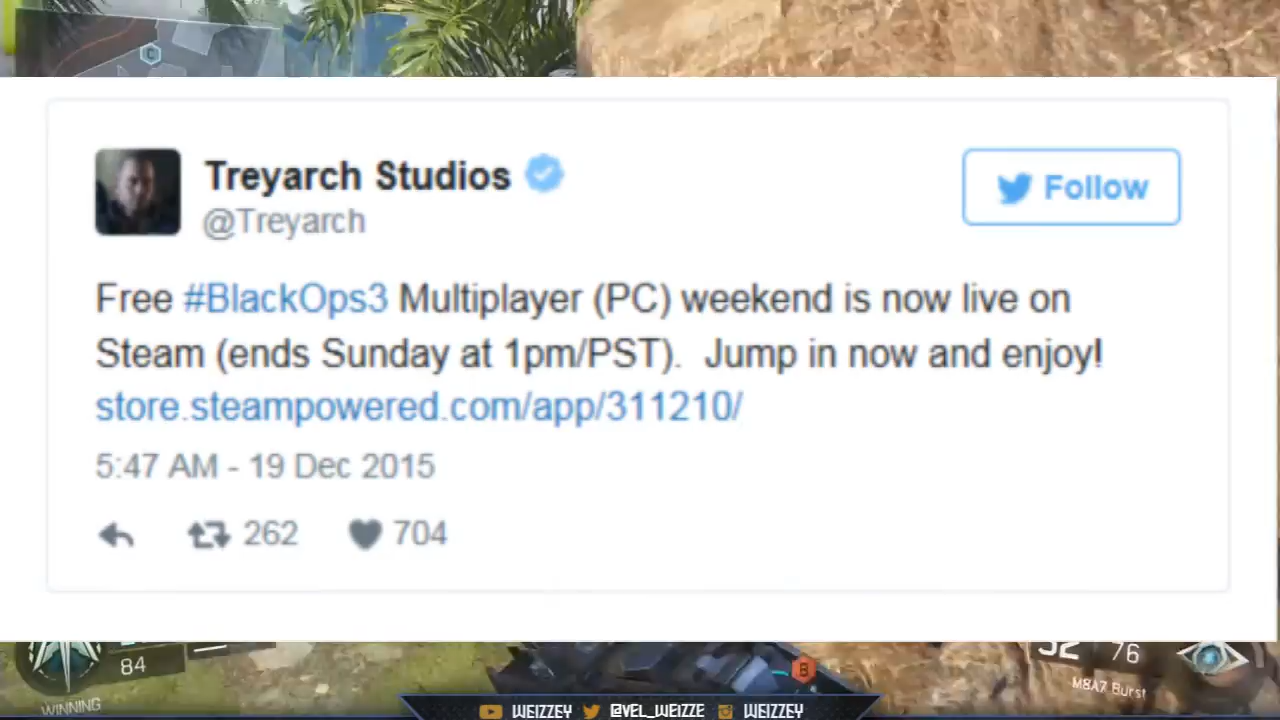 C
Treyarch Studios
@Treyarch
Follow
Free #BlackOps3 Multiplayer (PC) weekend is now live on
Steam (ends Sunday at 1pm/PST).  Jump in now and enjoy!
store.steampowered.com/app/311210/
5:47 AM - 19 Dec 2015
262 704
84
76
B
M8A7 Burst
WINNING
WEIZZEY @VEL_WEIZZE WEIZZEY